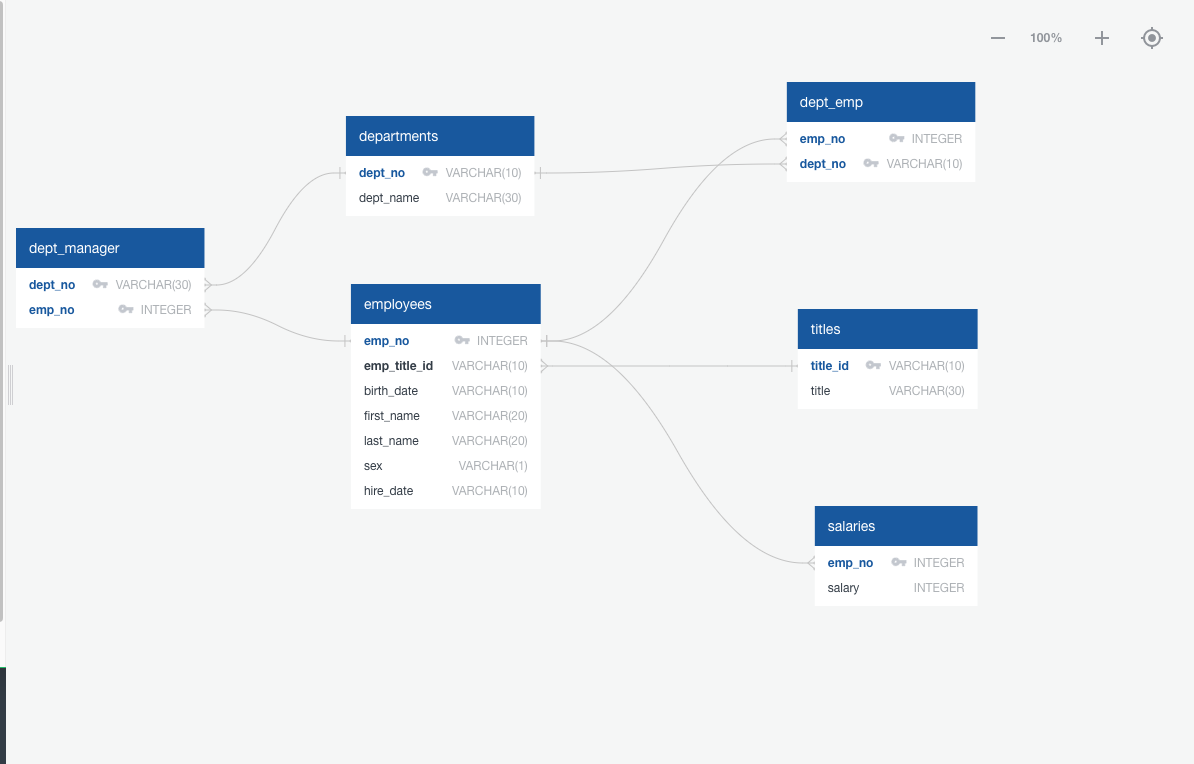 100%
dept_emp
emp_no INTEGER
dept_no VARCHAR(10)
departments
dept_no VARCHAR(10)
dept_name VARCHAR(30)
dept_manager
dept_no VARCHAR(30)
emp_no INTEGER
employees
emp_no INTEGER
emp_title_id VARCHAR(10)
birth_date VARCHAR(10)
first_name VARCHAR(20)
last_name VARCHAR(20)
sex VARCHAR(1)
hire_date VARCHAR(10)
titles
title_id VARCHAR(10)
title VARCHAR(30)
salaries
emp_no INTEGER
salary INTEGER